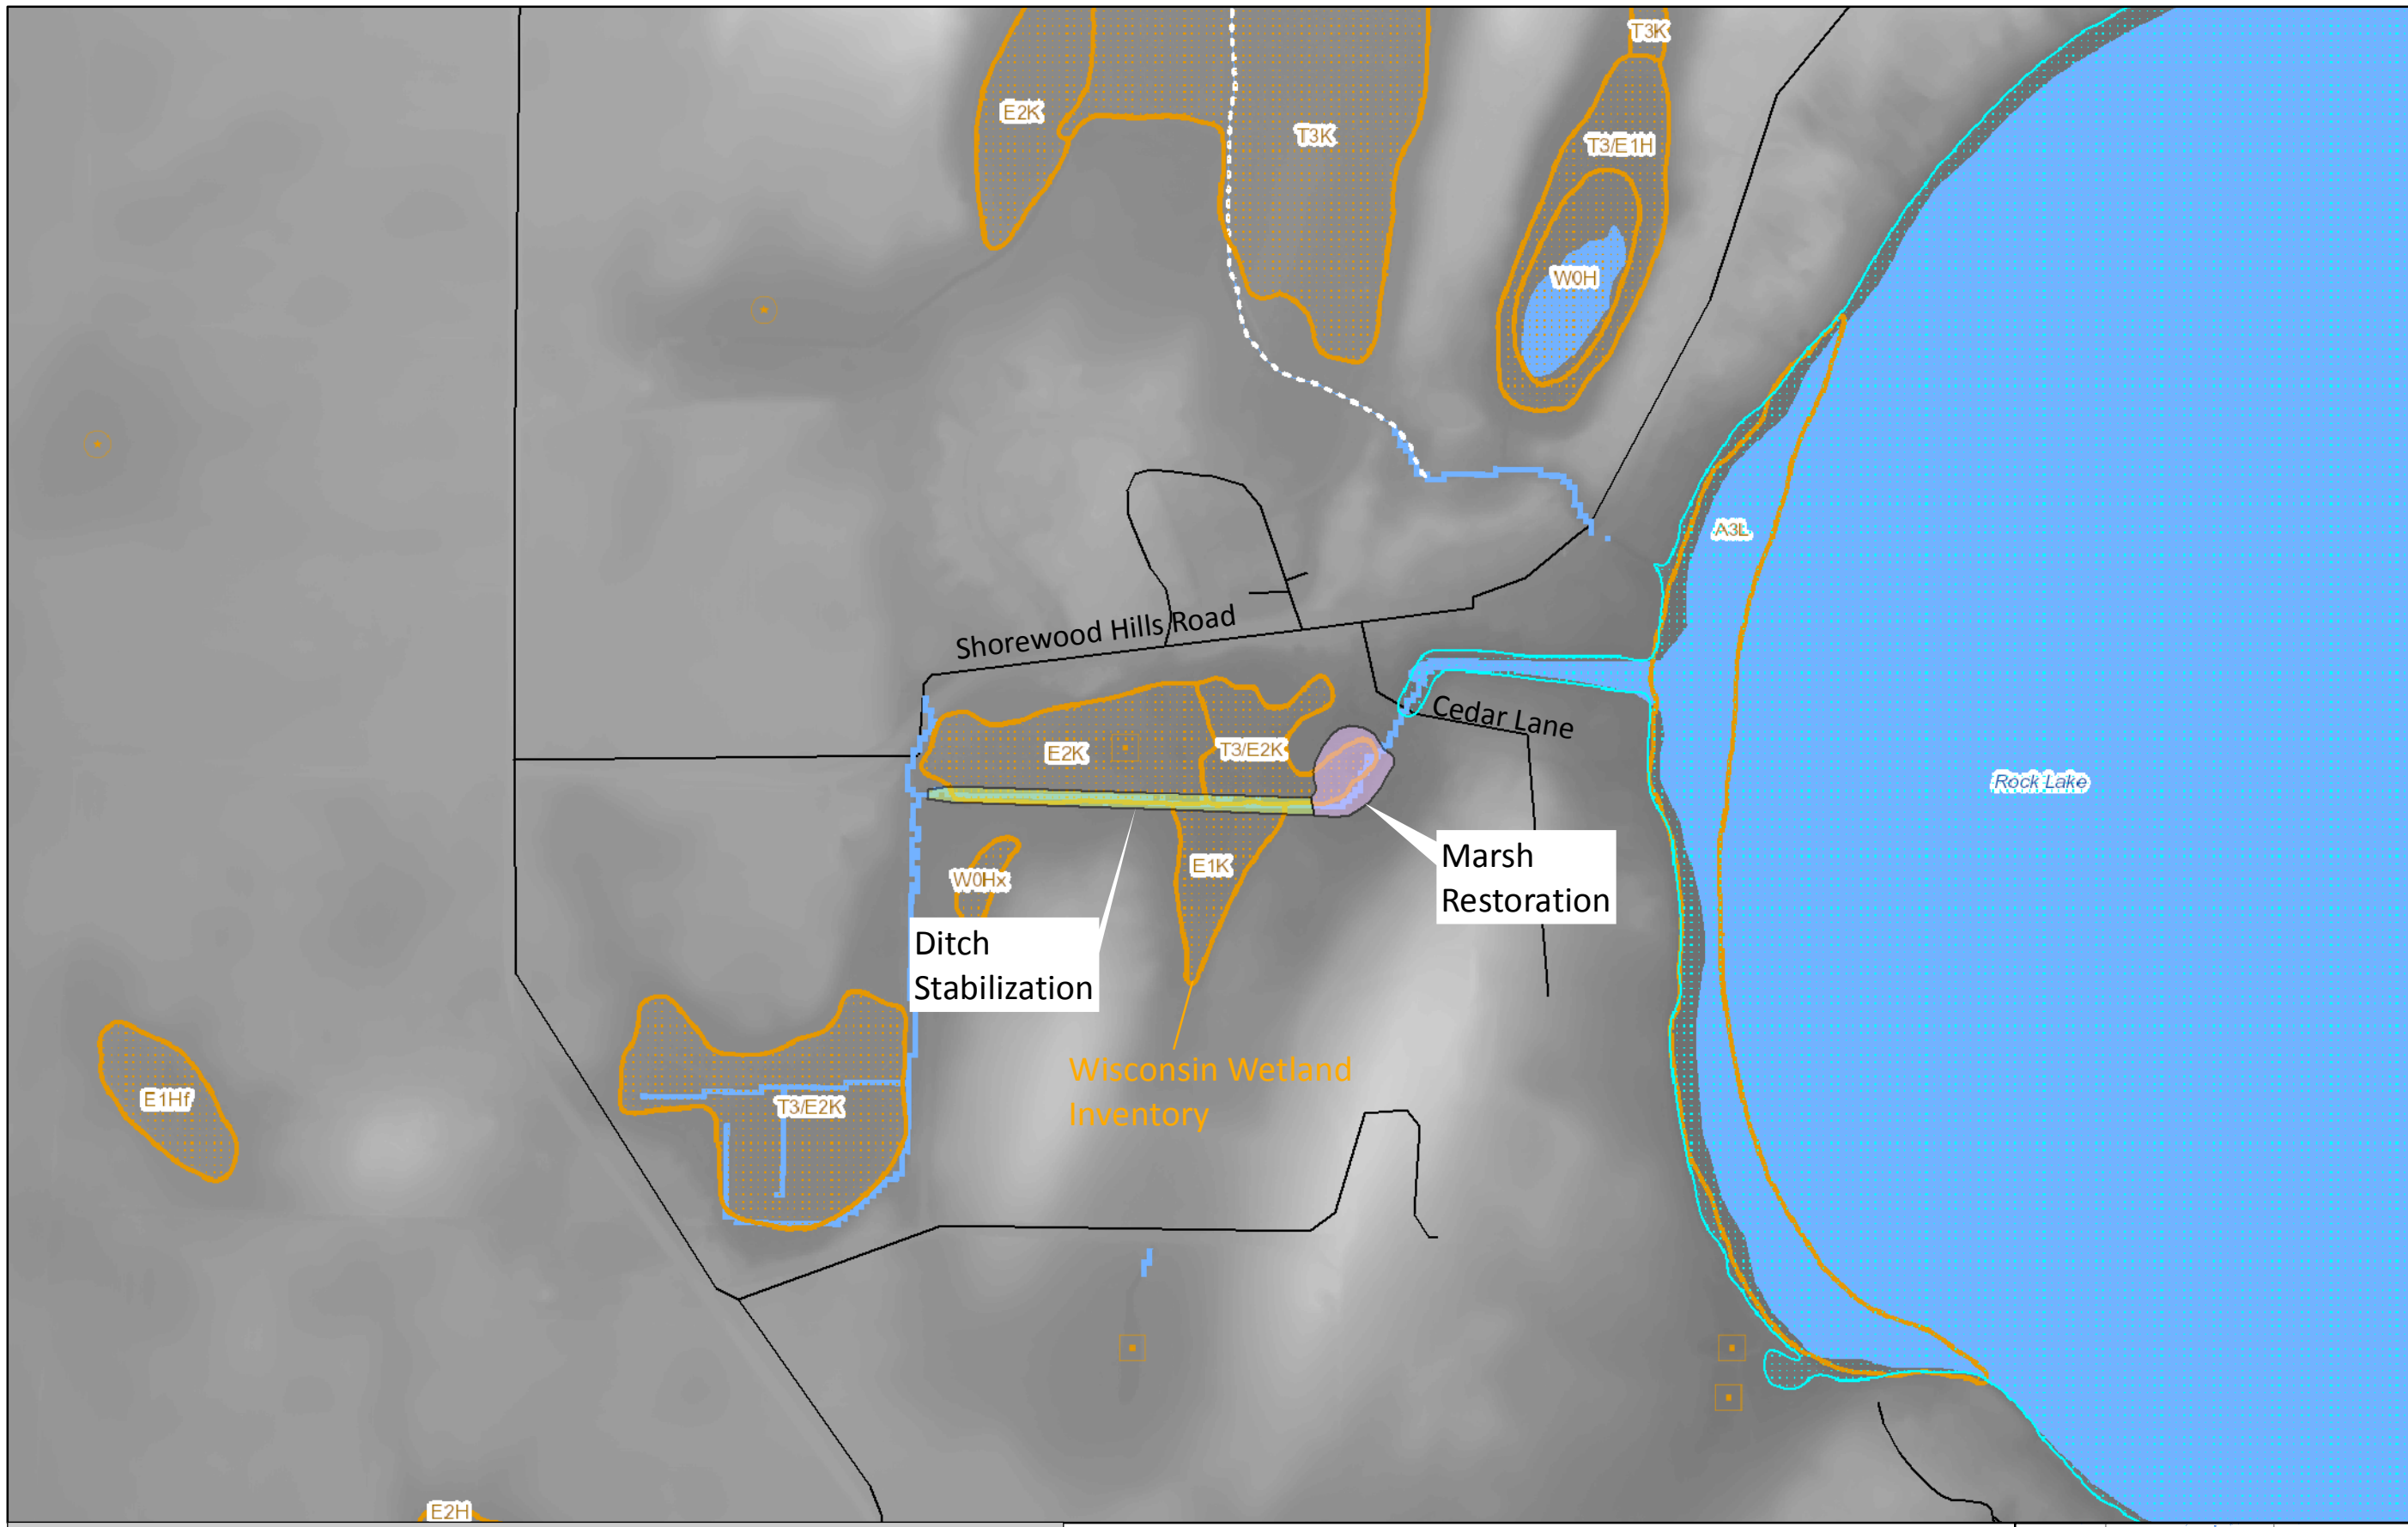 T3K
E2K
T3K
T3/E1H
W0H
A3L
Shorewood Hills Road
Cedar Lane
E2K
T3/E2K
Rock Lake
E1K
W0Hx
Marsh
Restoration
Ditch
Stabilization
Wisconsin Wetland
Inventory
E1Hf
T3/E2K
E2H